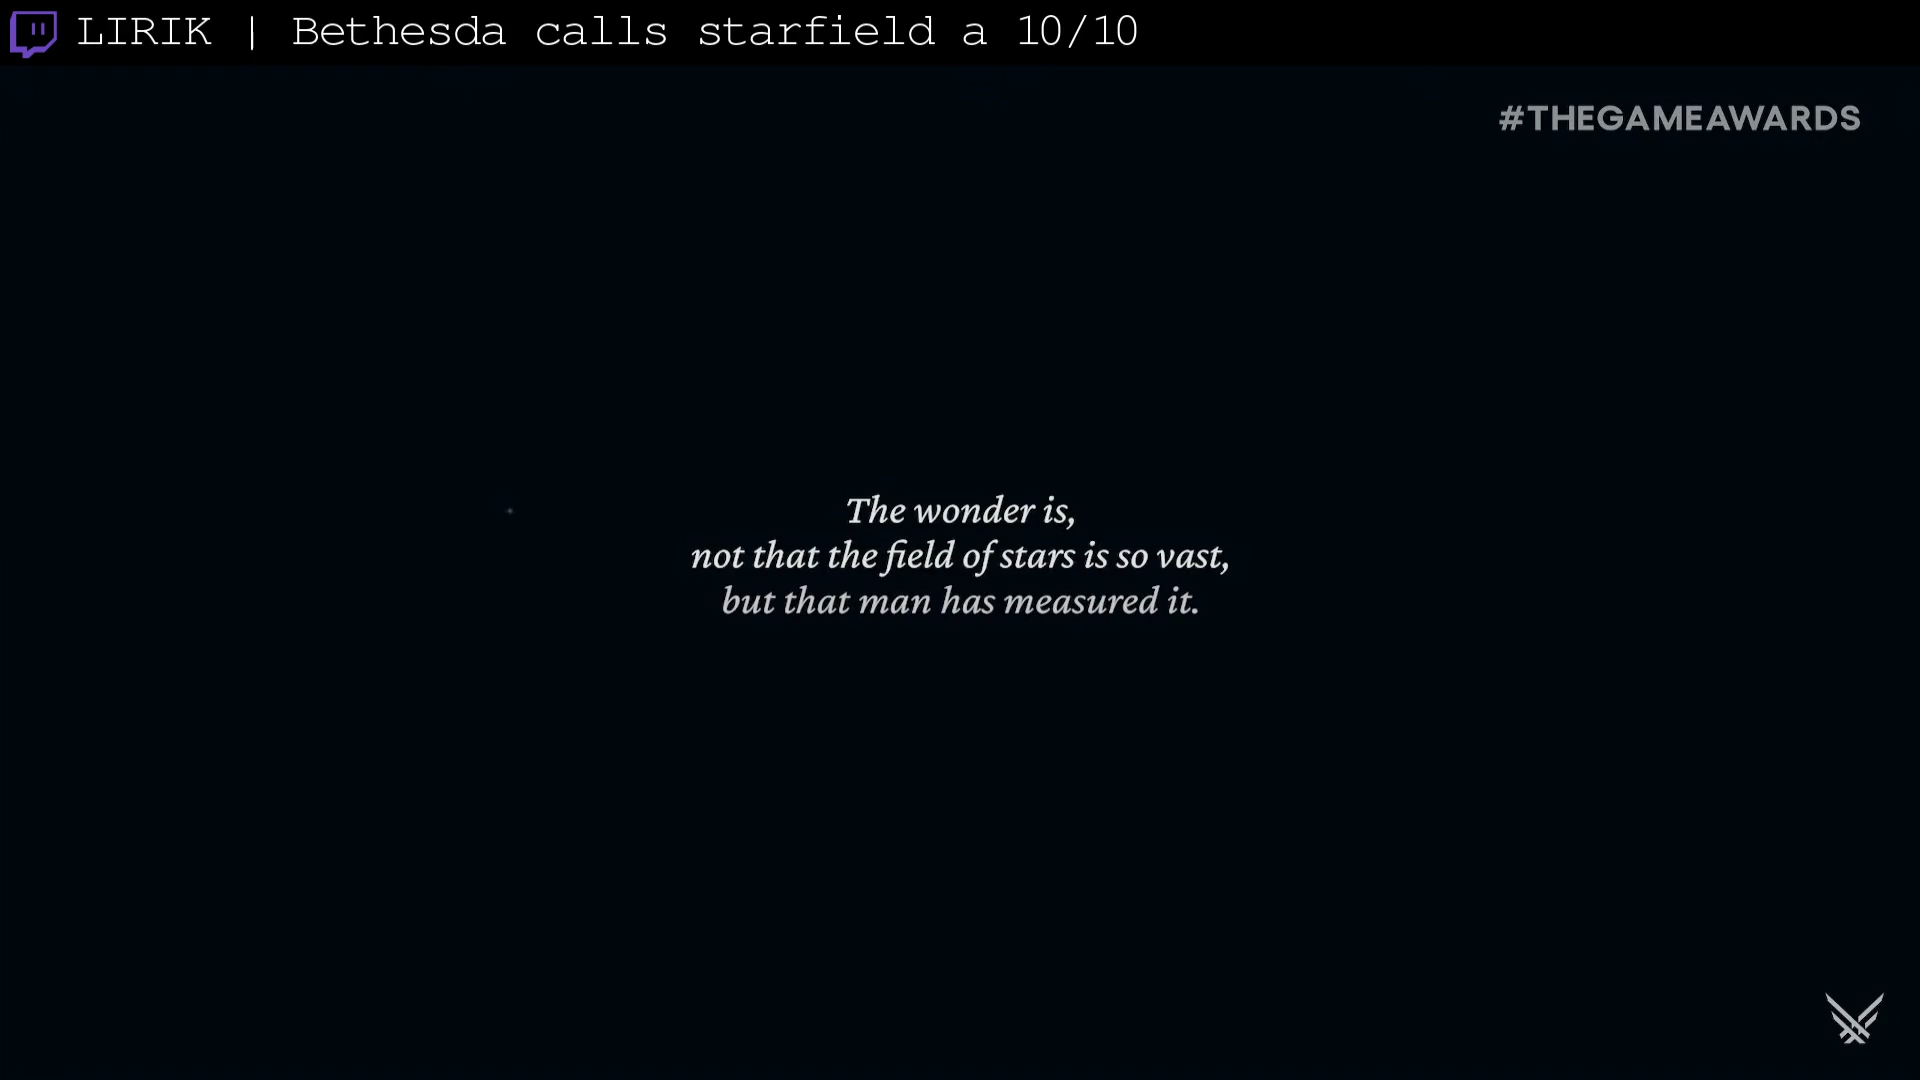 LIRIK | Bethesda calls starfield a 10/10
#THEGAMEAWARDS
The wonder is,
not that the field of stars is so vast,
but that man has measured it.